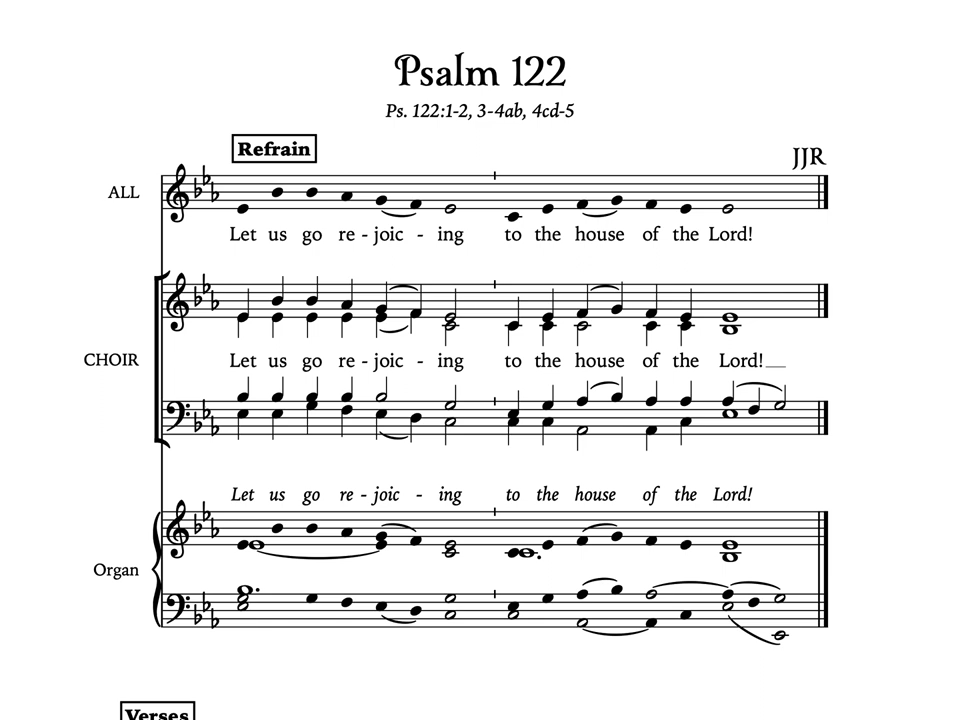 Psalm 122
Ps. 122:1-2, 3-4ab, 4cd-5
Refrain
JJR
ALL
Let us go re - joic - ing to the house of the Lord!
CHOIR
Let us go re - joic - ing to the house of the Lord!__
Let us go re - joic - ing to the house of the Lord!
Organ
Verses